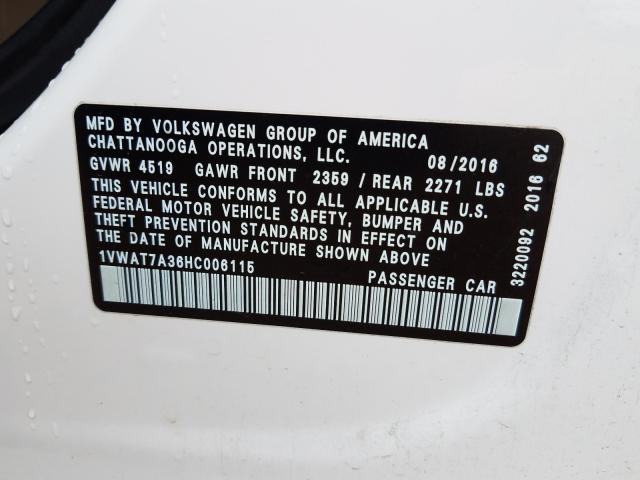 MFD BY VOLKSWAGEN GROUP OF AMERICA
CHATTANOOGA OPERATIONS, LLC. 08/2016
GVWR 4519 GAWR FRONT 2359 / REAR 2271 LBS
THIS VEHICLE CONFORMS TO ALL APPLICABLE U.S.
FEDERAL MOTOR VEHICLE SAFETY, BUMPER AND
THEFT PREVENTION STANDARDS IN EFFECT ON
THE DATE OF MANUFACTURE SHOWN ABOVE
1VWAT7A36HC006115 PASSENGER CAR
3220092 2016 62